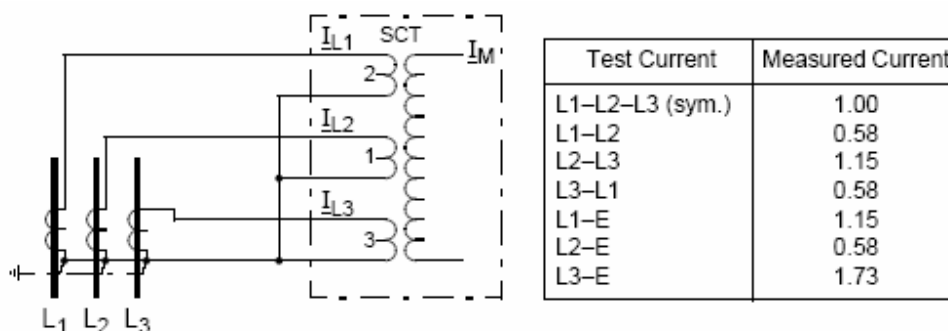 I_L1
SCT
I_M
2
I_L2
1
I_L3
3
L1 L2 L3
Test Current Measured Current
L1–L2–L3 (sym.) 1.00
L1–L2 0.58
L2–L3 1.15
L3–L1 0.58
L1–E 1.15
L2–E 0.58
L3–E 1.73